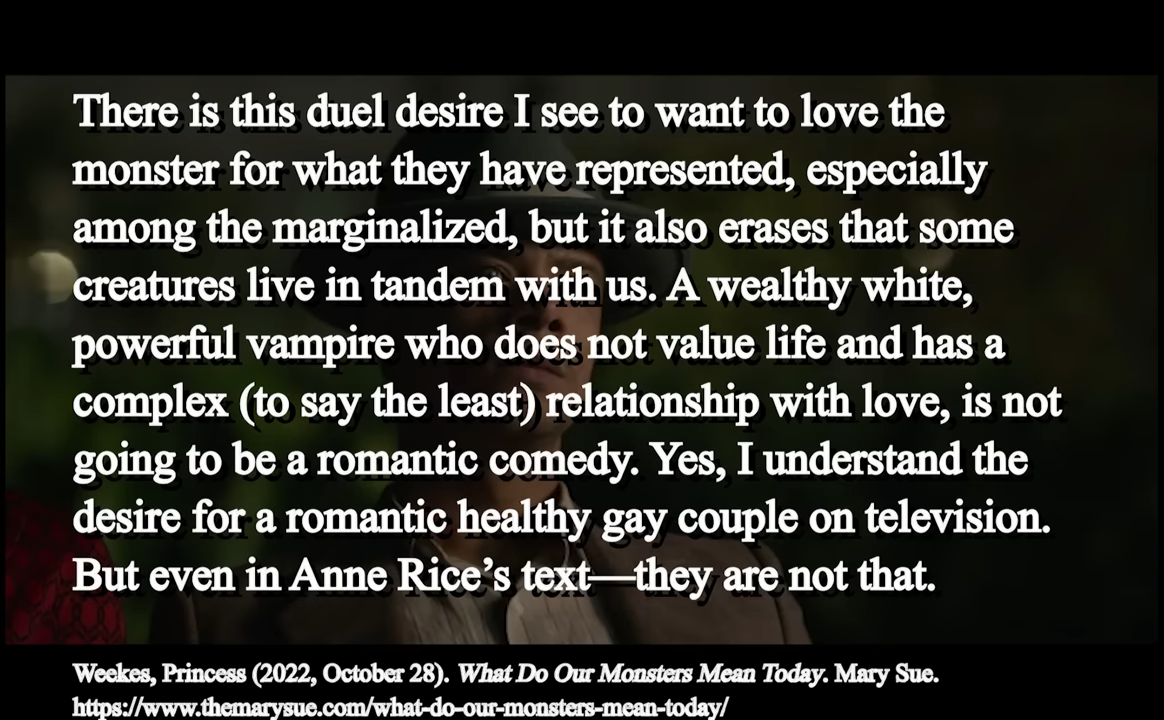 There is this duel desire I see to want to love the
monster for what they have represented, especially
among the marginalized, but it also erases that some
creatures live in tandem with us. A wealthy white,
powerful vampire who does not value life and has a
complex (to say the least) relationship with love, is not
going to be a romantic comedy. Yes, I understand the
desire for a romantic healthy gay couple on television.
But even in Anne Rice’s text—they are not that.
Weekes, Princess (2022, October 28). What Do Our Monsters Mean Today. Mary Sue.
https://www.themarysue.com/what-do-our-monsters-mean-today/